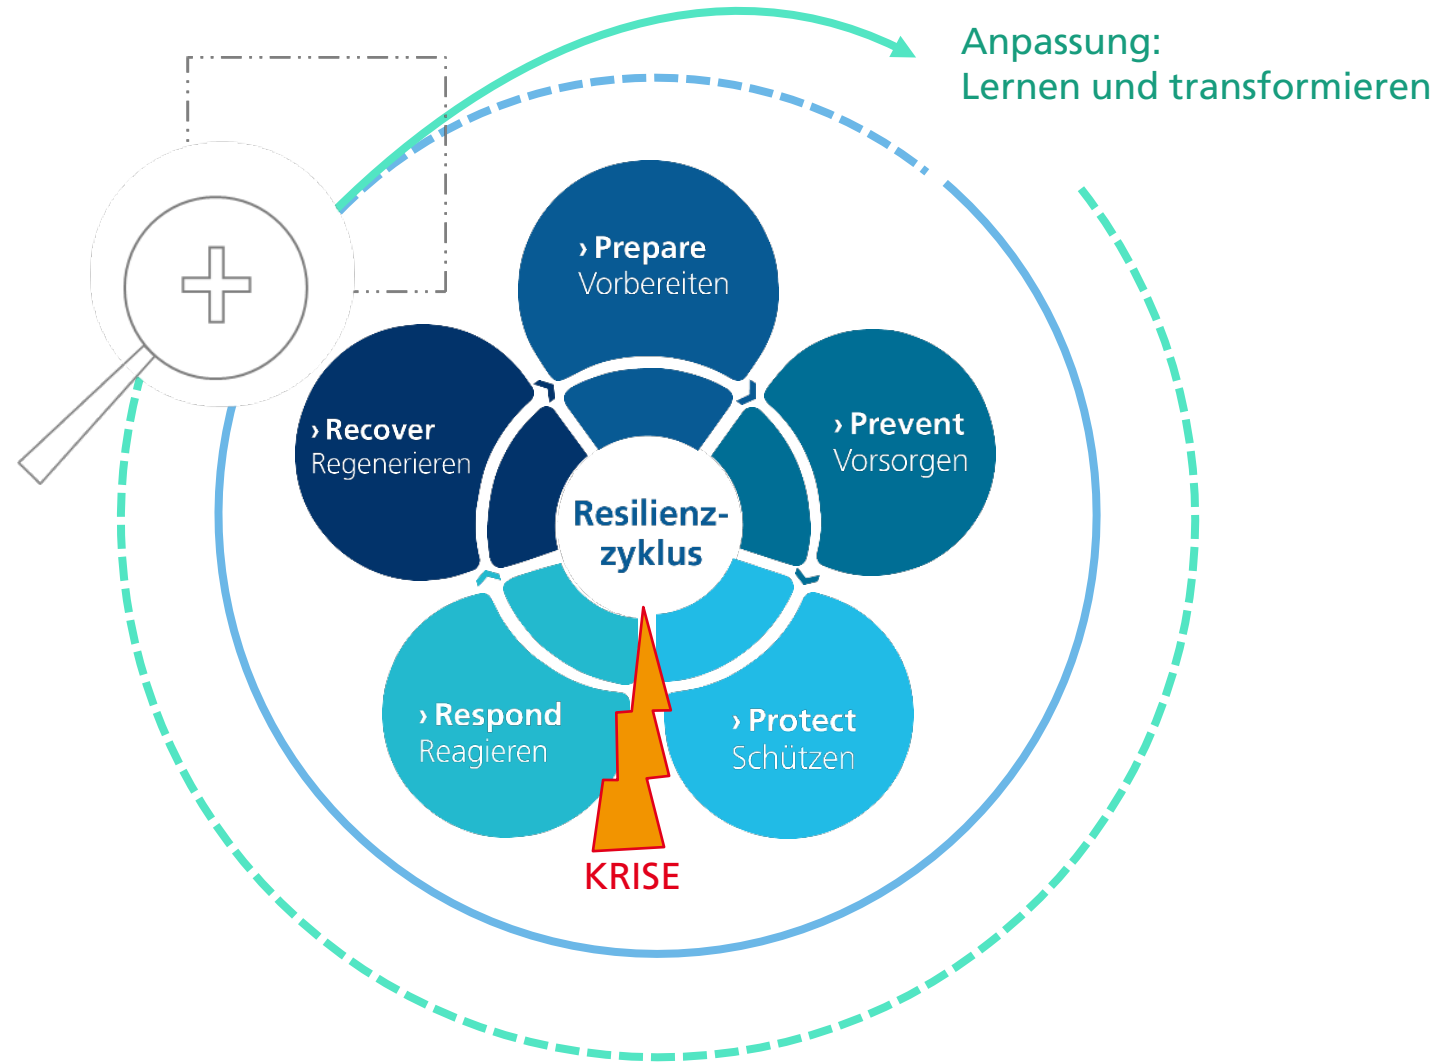 Anpassung:
Lernen und transformieren
› Prepare
Vorbereiten
› Prevent
Vorsorgen
› Recover
Regenerieren
Resilienz-
zyklus
› Respond
Reagieren
› Protect
Schützen
KRISE